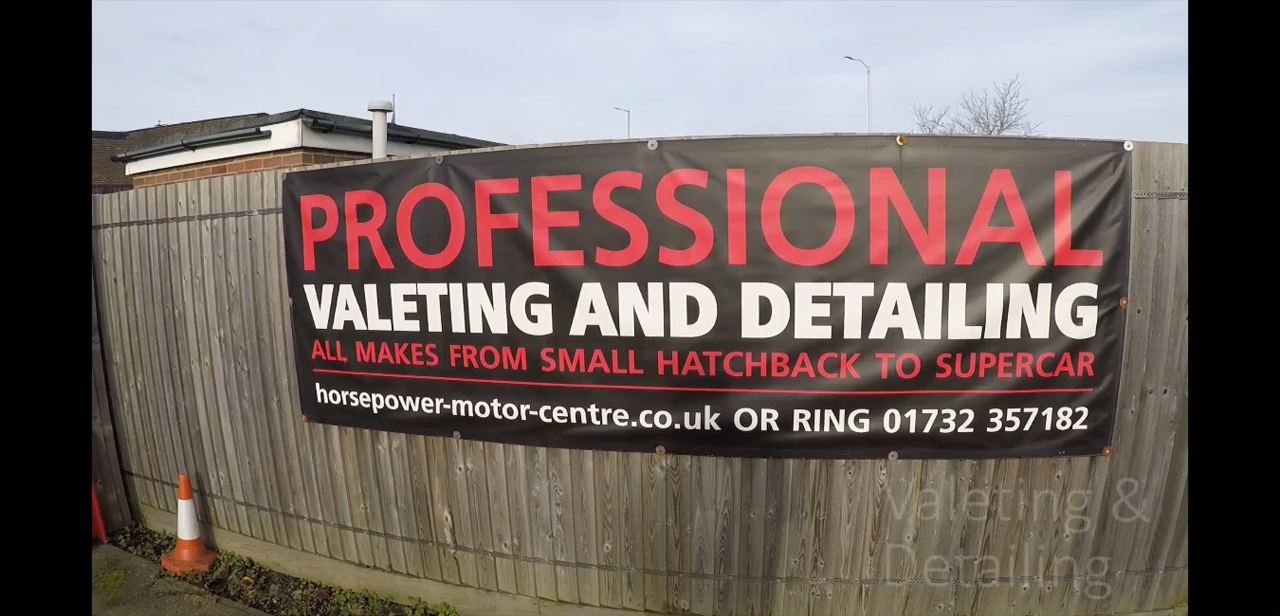 PROFESSIONAL
VALETING AND DETAILING
ALL MAKES FROM SMALL HATCHBACK TO SUPERCAR
horsepower-motor-centre.co.uk OR RING 01732 357182
Valeting &
Detailing